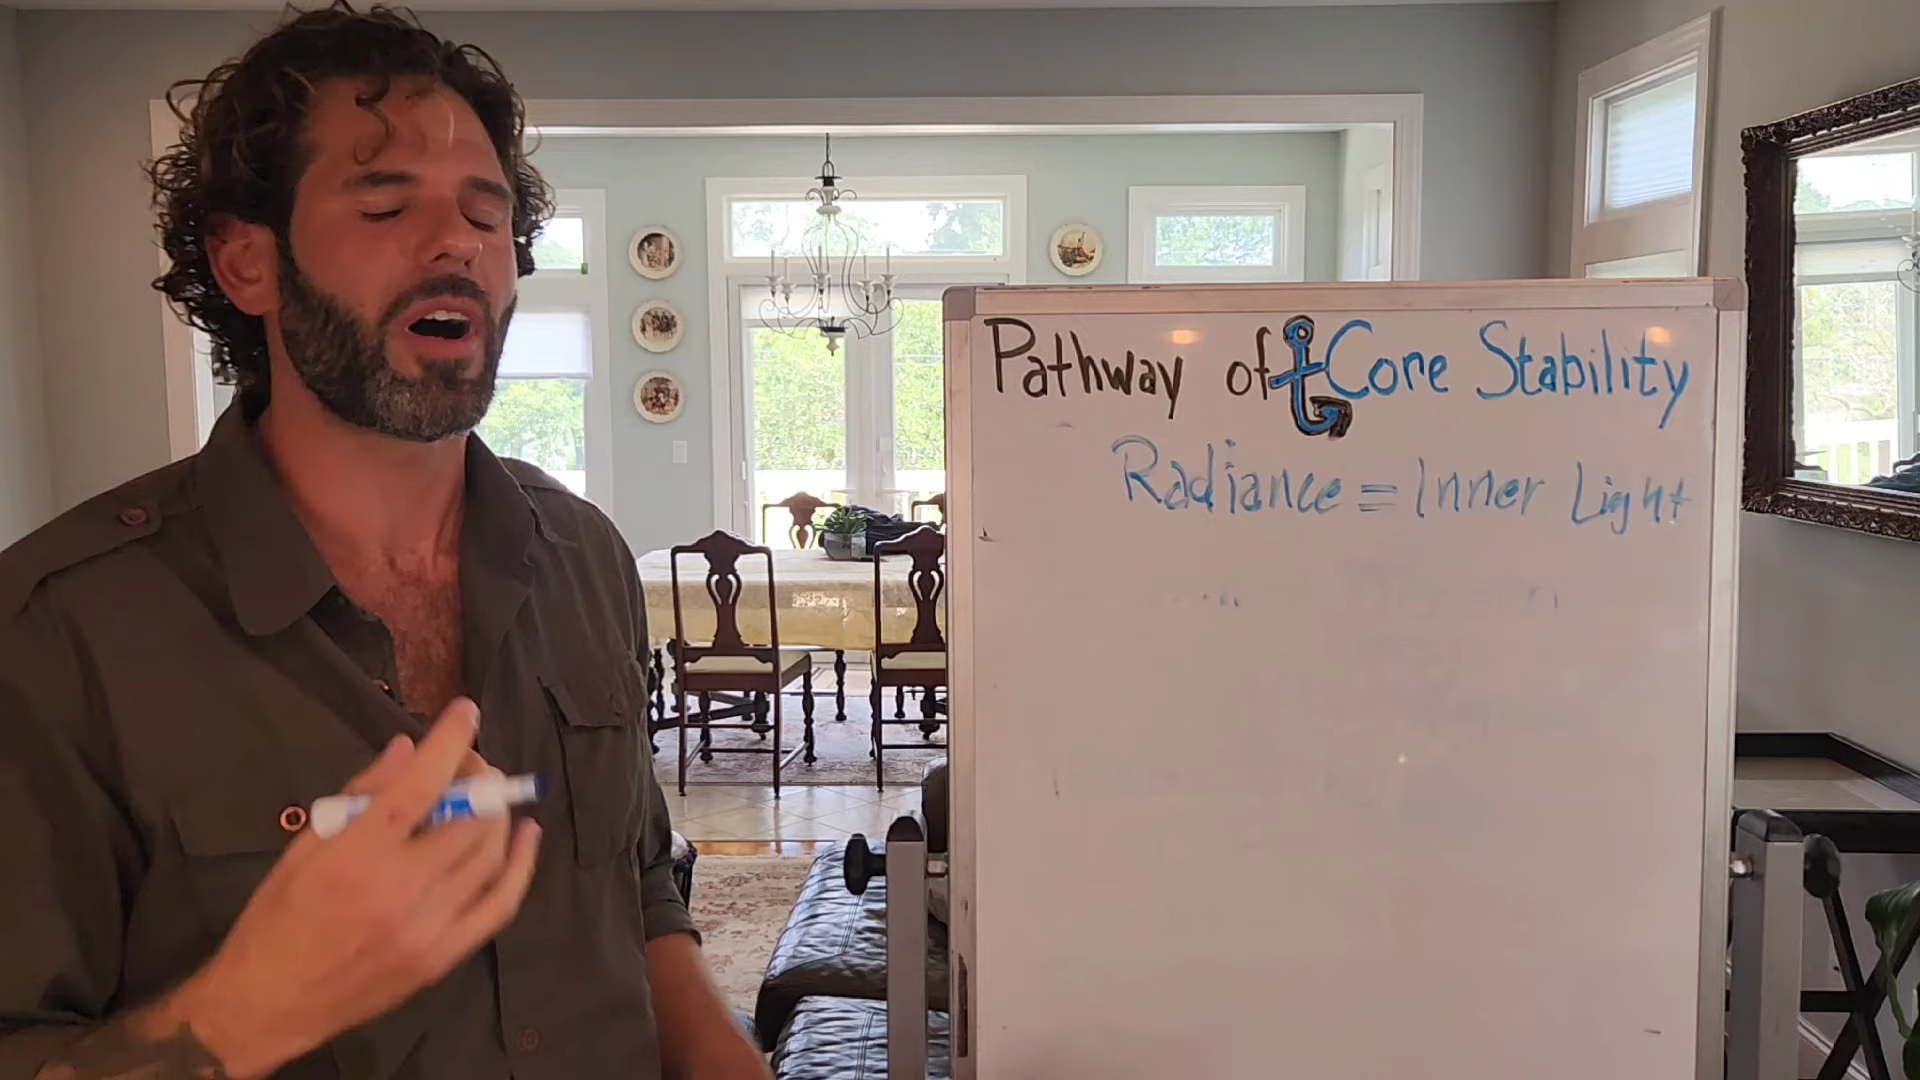 Pathway of Core Stability
Radiance = Inner Light